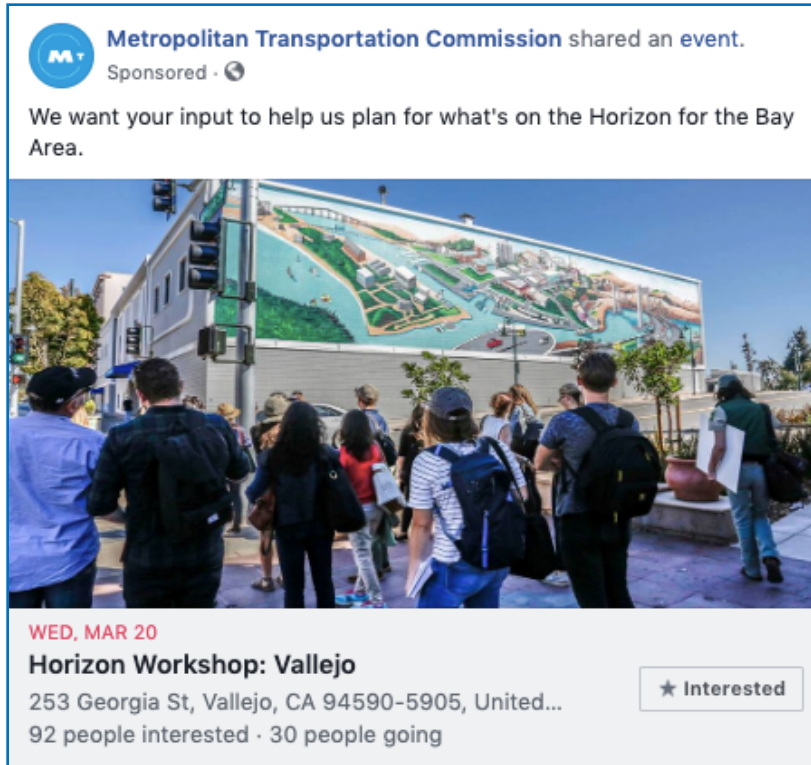 MT
Metropolitan Transportation Commission shared an event.
Sponsored ·
We want your input to help us plan for what's on the Horizon for the Bay
Area.
WED, MAR 20
Horizon Workshop: Vallejo
253 Georgia St, Vallejo, CA 94590-5905, United...
92 people interested · 30 people going
★ Interested